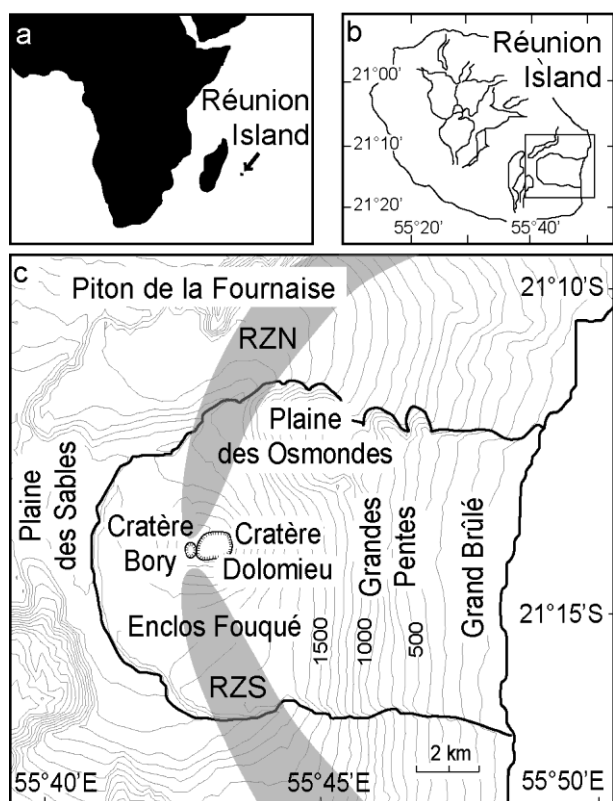 a
Réunion
Island
b
Réunion
Island
21°00'
21°10'
21°20'
55°20'
55°40'
c
Piton de la Fournaise
21°10'S
RZN
Plaine
des Osmondes
Plaine
des Sables
Cratère
Bory
Cratère
Dolomieu
Grandes
Pentes
Grand Brûlé
Enclos Fouqué
1500
1000
500
21°15'S
RZS
2 km
55°40'E
55°45'E
55°50'E